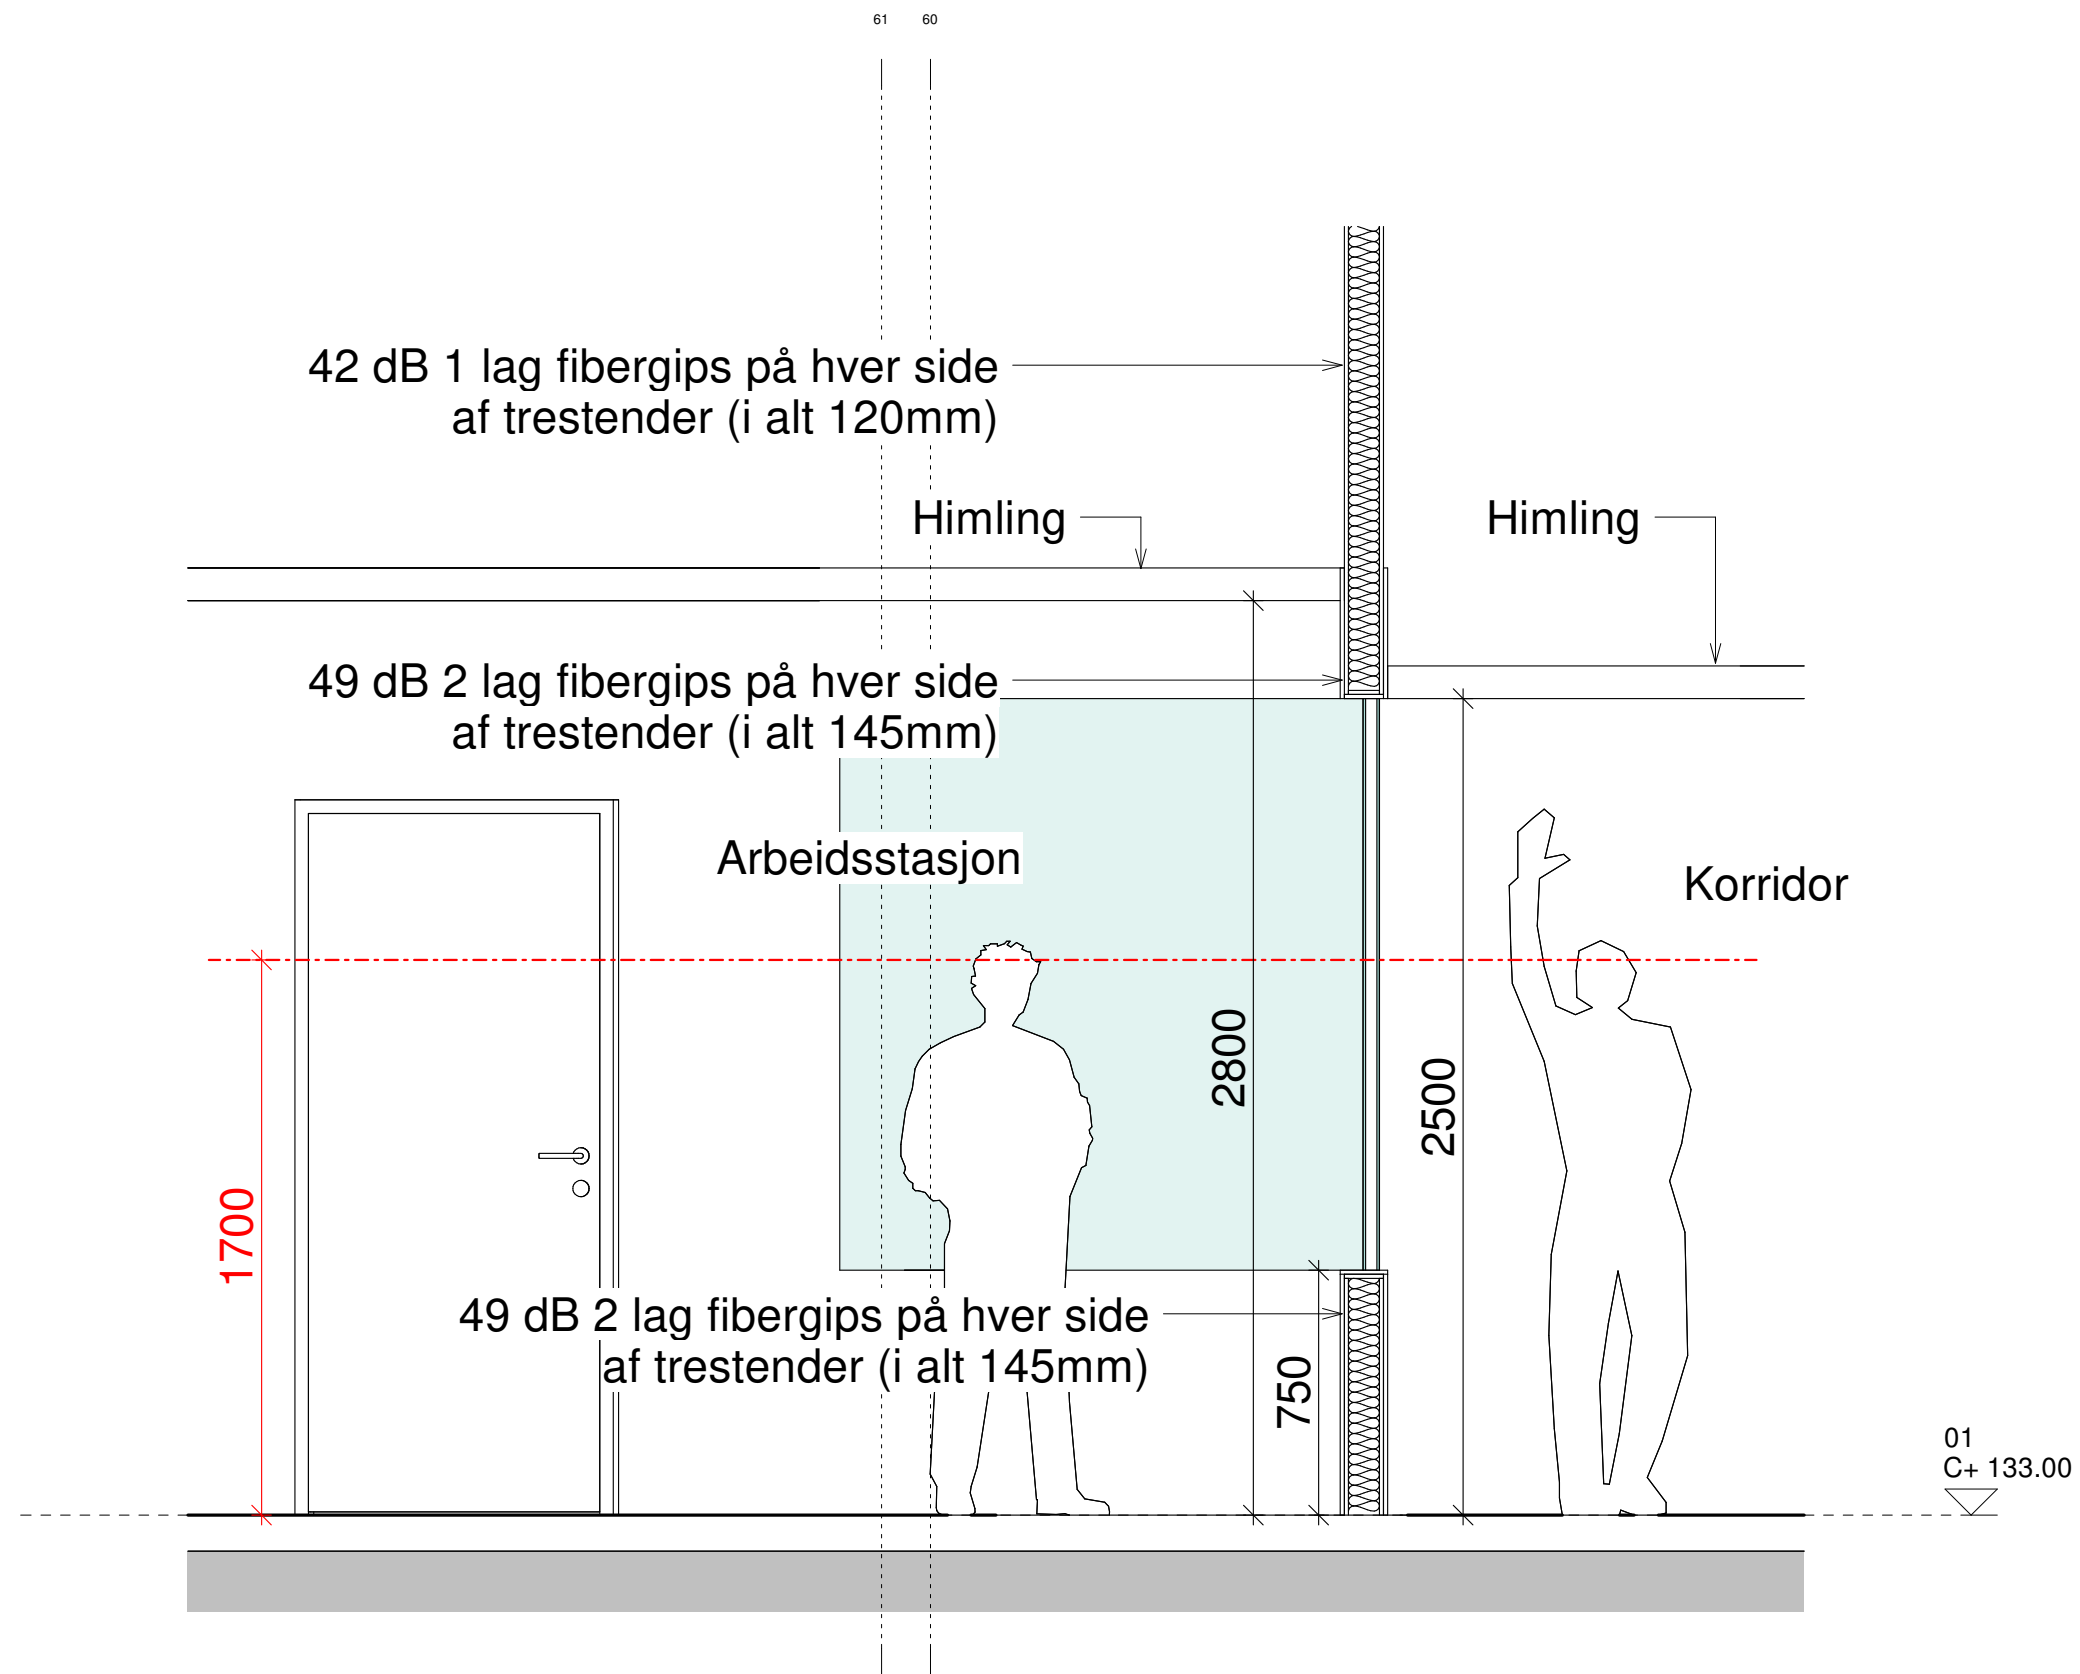 61 60
42 dB 1 lag fibergips på hver side
af trestender (i alt 120mm)
Himling
Himling
49 dB 2 lag fibergips på hver side
af trestender (i alt 145mm)
Arbeidsstasjon
Korridor
2800
2500
1700
49 dB 2 lag fibergips på hver side
af trestender (i alt 145mm)
750
01
C+ 133.00